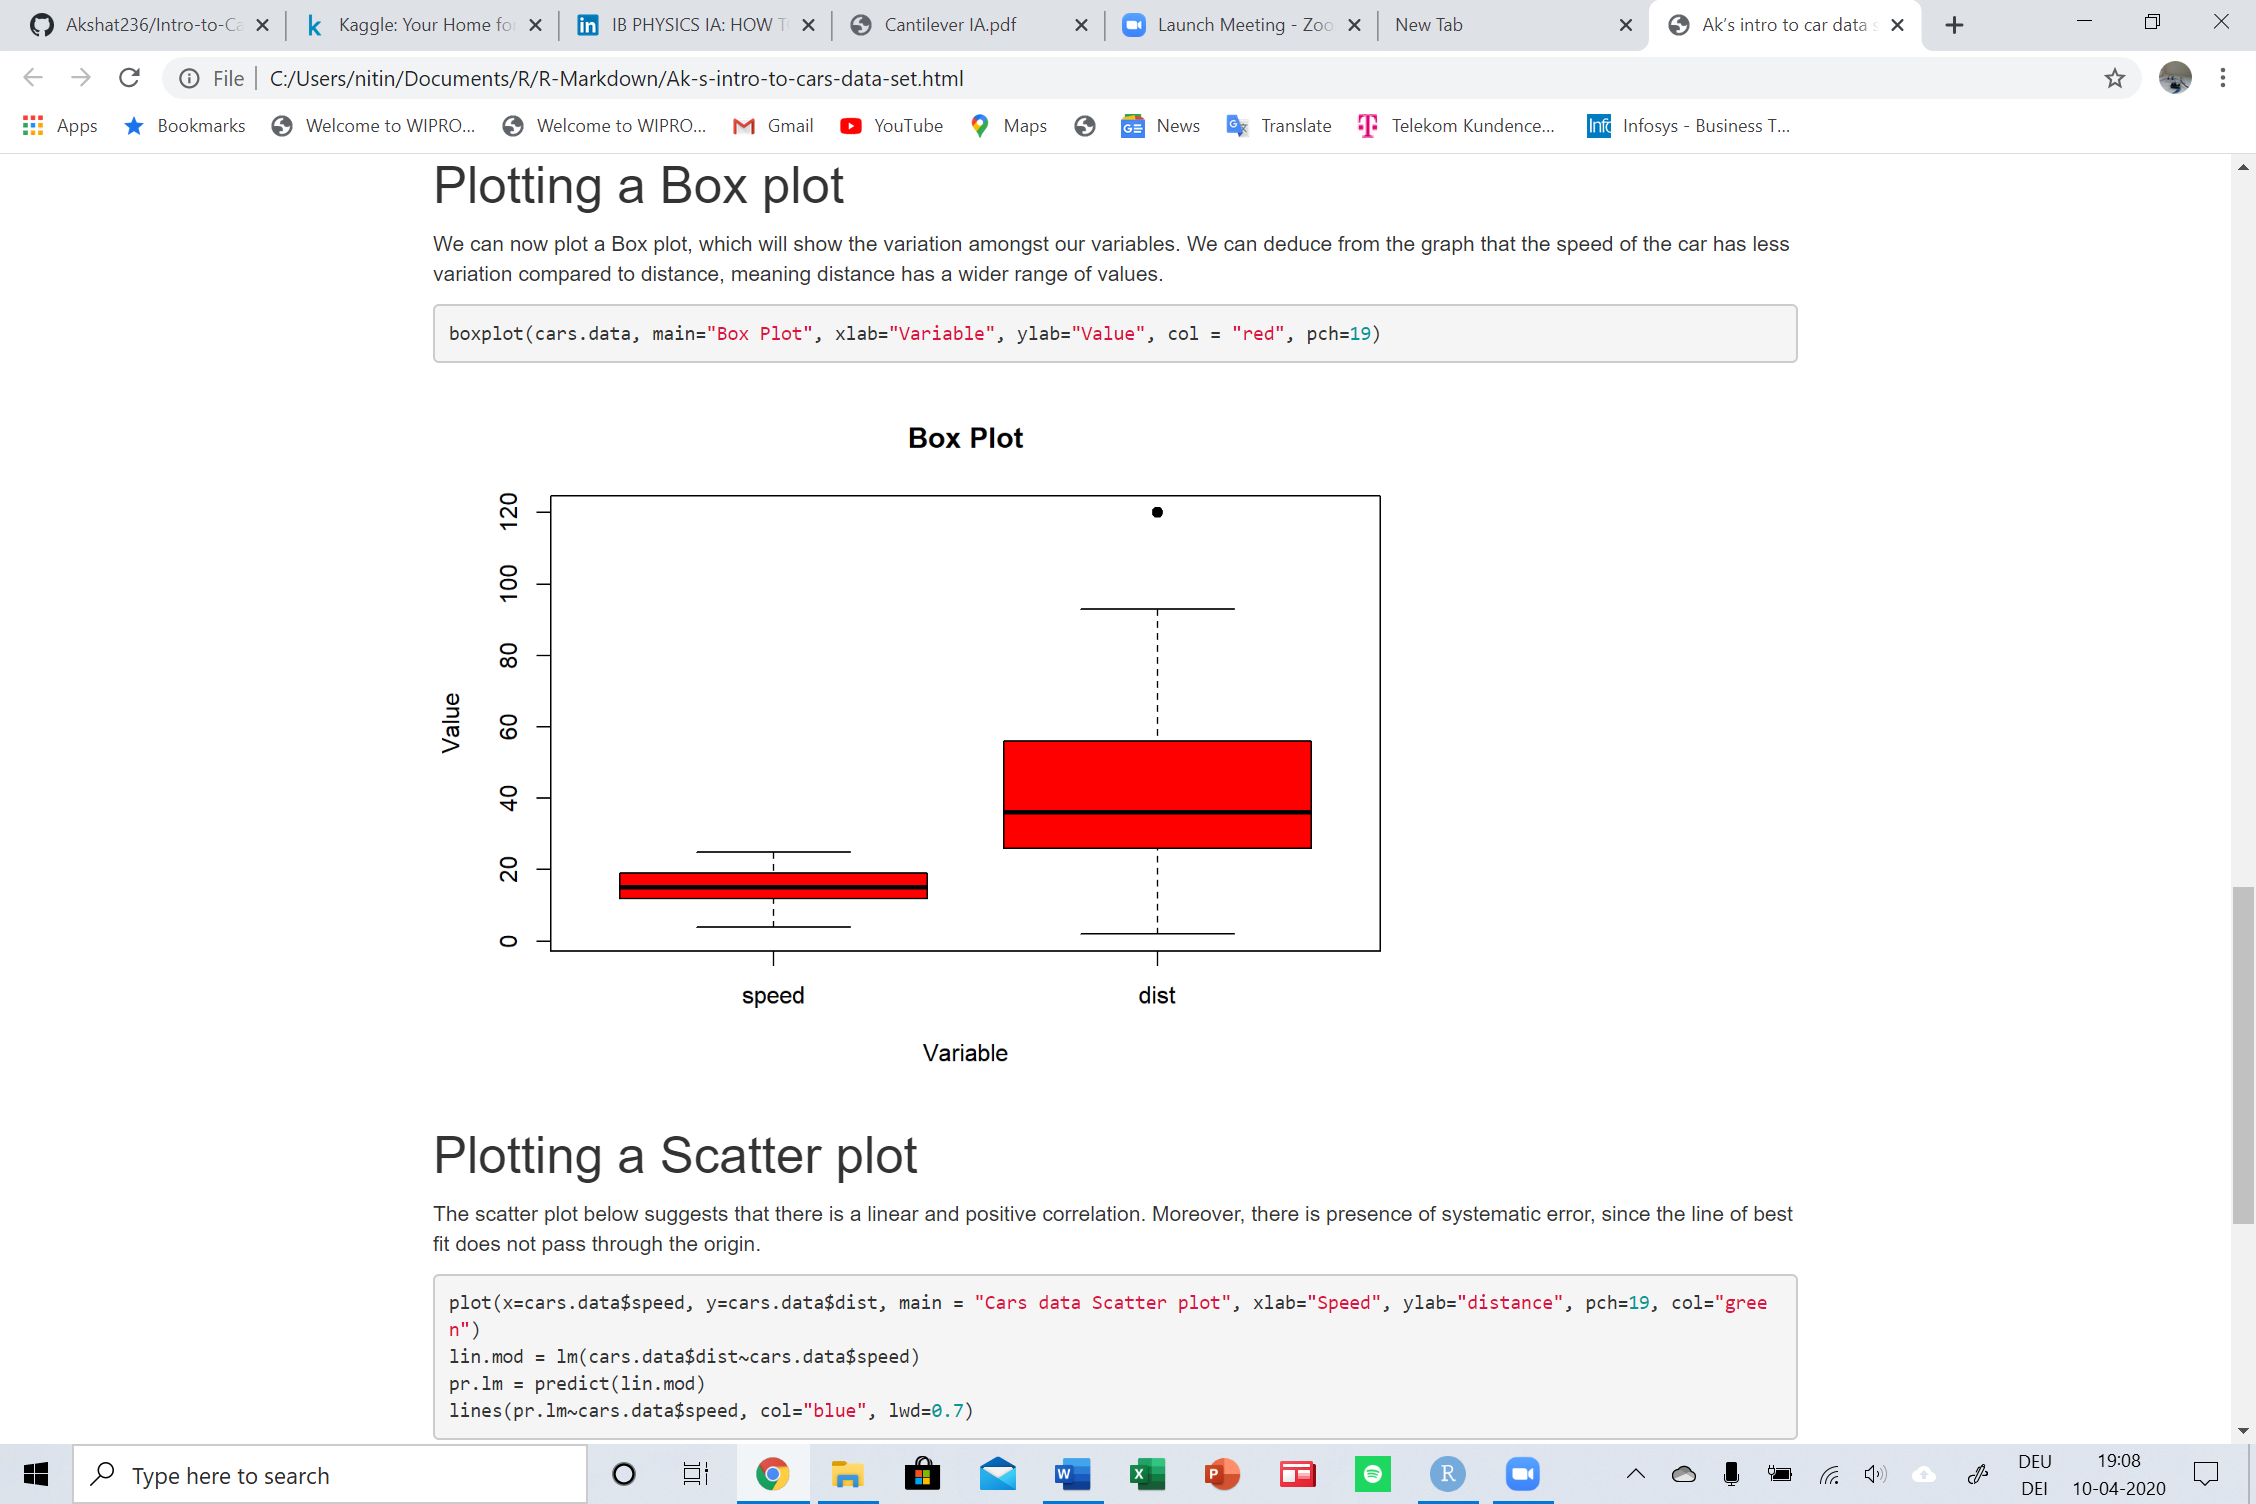 Akshat236/Intro-to-Ca
Kaggle: Your Home for
IB PHYSICS IA: HOW T
Cantilever IA.pdf
Launch Meeting - Zoo
New Tab
Ak's intro to car data s
File
C:/Users/nitin/Documents/R/R-Markdown/Ak-s-intro-to-cars-data-set.html
Apps
Bookmarks
Welcome to WIPRO...
Welcome to WIPRO...
Gmail
YouTube
Maps
News
Translate
Telekom Kundence...
Infosys - Business T...
Plotting a Box plot
We can now plot a Box plot, which will show the variation amongst our variables. We can deduce from the graph that the speed of the car has less
variation compared to distance, meaning distance has a wider range of values.
boxplot(cars.data, main="Box Plot", xlab="Variable", ylab="Value", col = "red", pch=19)
Box Plot
120
100
80
60
40
20
0
Value
speed
dist
Variable
Plotting a Scatter plot
The scatter plot below suggests that there is a linear and positive correlation. Moreover, there is presence of systematic error, since the line of best
fit does not pass through the origin.
plot(x=cars.data$speed, y=cars.data$dist, main = "Cars data Scatter plot", xlab="Speed", ylab="distance", pch=19, col="gree
n")
lin.mod = lm(cars.data$dist~cars.data$speed)
pr.lm = predict(lin.mod)
lines(pr.lm~cars.data$speed, col="blue", lwd=0.7)
Type here to search
DEU
DEI
19:08
10-04-2020